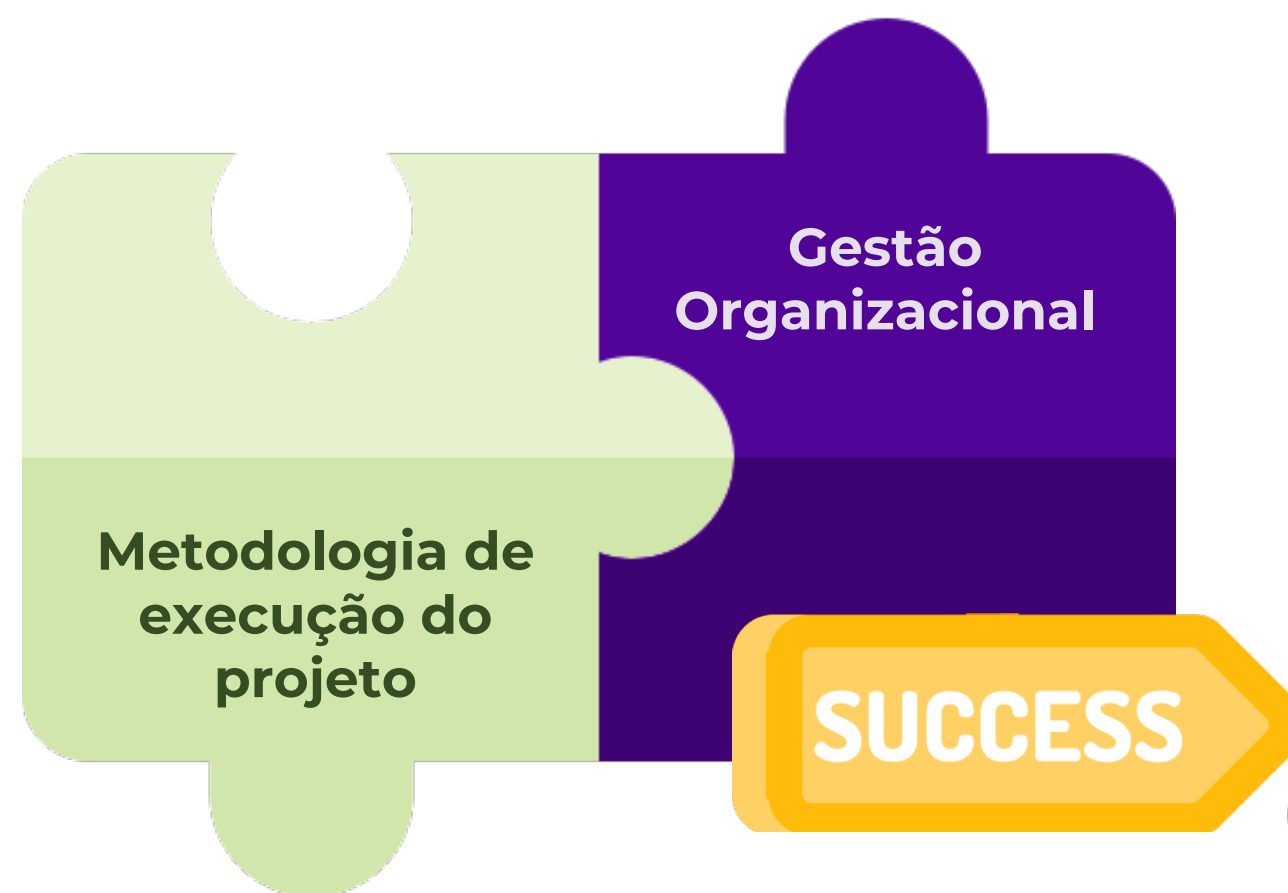 Gestão
Organizacional
Metodologia de
execução do
projeto
SUCCESS